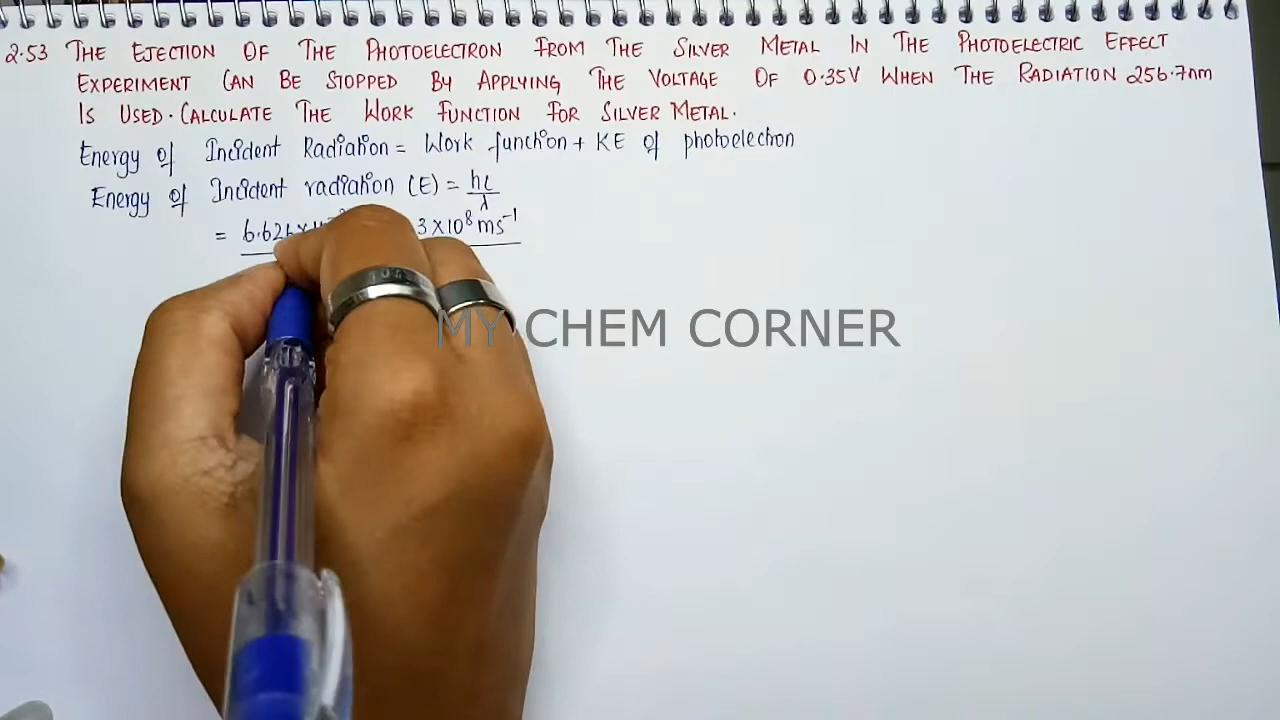 2.53 THE EJECTION OF THE PHOTOELECTRON FROM THE SILVER METAL IN THE PHOTOELECTRIC EFFECT
EXPERIMENT CAN BE STOPPED BY APPLYING THE VOLTAGE OF 0.35V WHEN THE RADIATION 256.7nm
IS USED. CALCULATE THE WORK FUNCTION FOR SILVER METAL.
Energy of Incident Radiation = Work function + KE of photoelectron
Energy of Incident radiation (E) = hc/λ
= 6.626 × 3 × 10⁸ ms⁻¹
MY CHEM CORNER